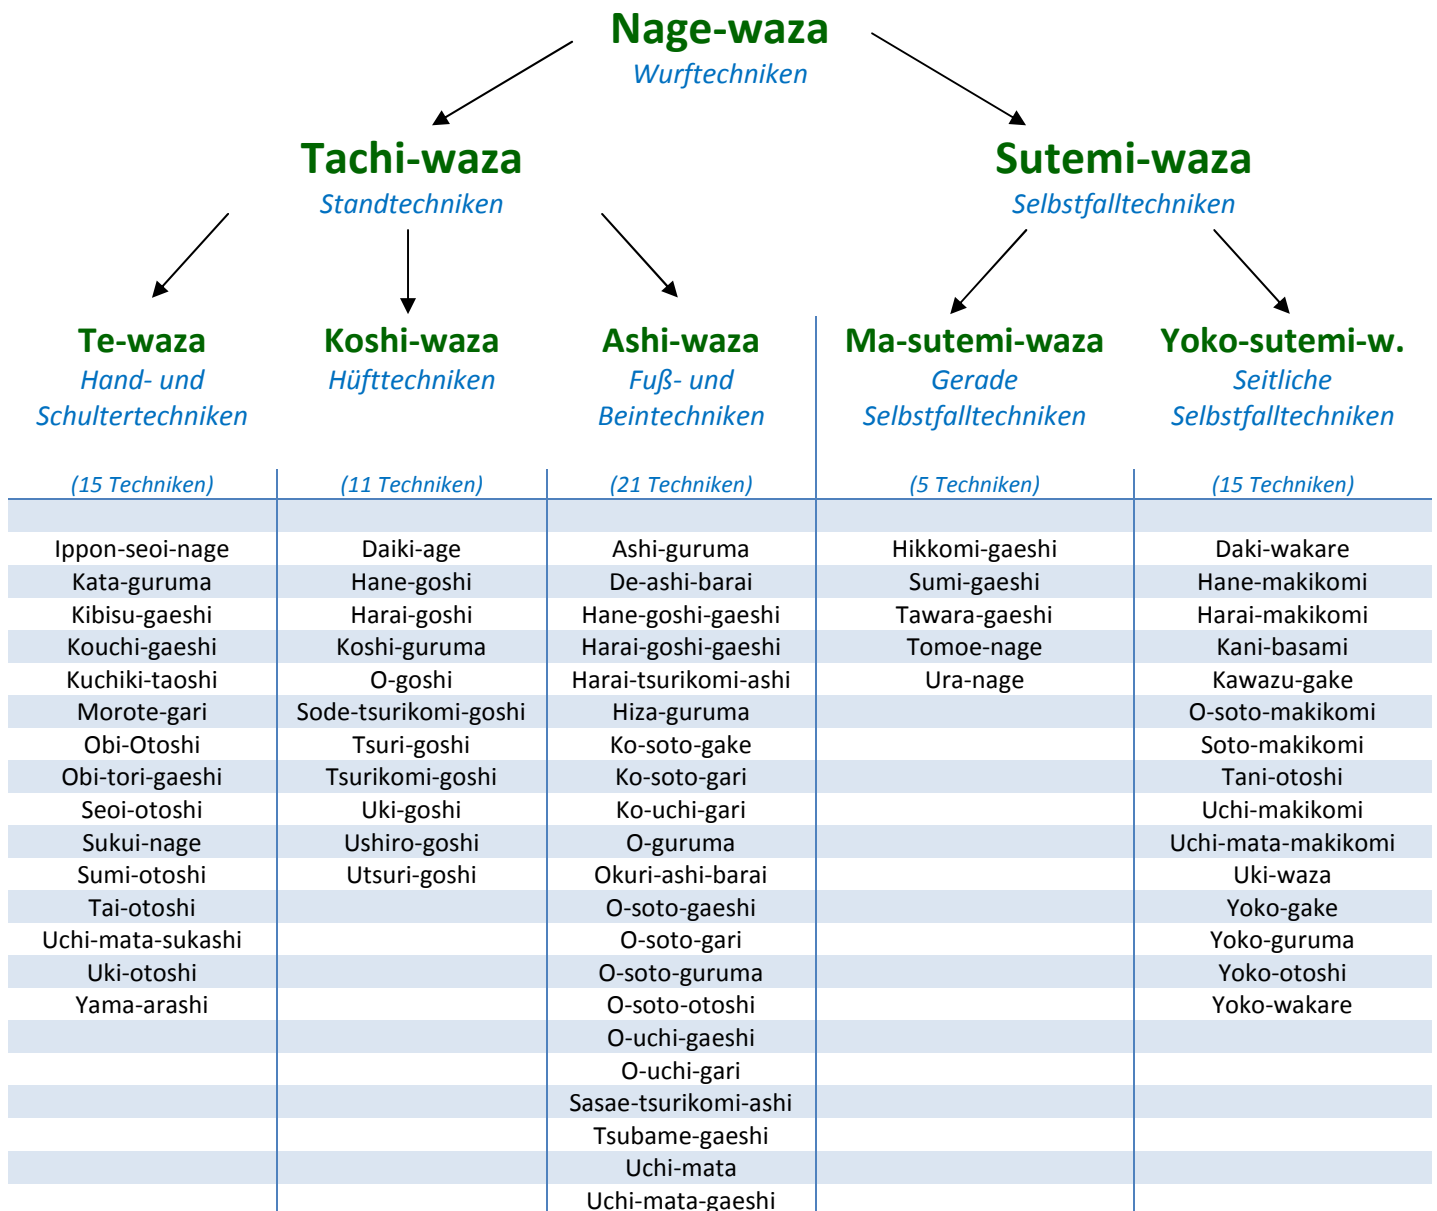 Nage-waza
Wurftechniken
Tachi-waza
Standtechniken
Sutemi-waza
Selbstfalltechniken
Te-waza
Hand- und
Schultertechniken
(15 Techniken)
Koshi-waza
Hüfttechniken
(11 Techniken)
Ashi-waza
Fuß- und
Beintechniken
(21 Techniken)
Ma-sutemi-waza
Gerade
Selbstfalltechniken
(5 Techniken)
Yoko-sutemi-w.
Seitliche
Selbstfalltechniken
(15 Techniken)
Ippon-seoi-nage Daiki-age Ashi-guruma Hikkomi-gaeshi Daki-wakare
Kata-guruma Hane-goshi De-ashi-barai Sumi-gaeshi Hane-makikomi
Kibisu-gaeshi Harai-goshi Hane-goshi-gaeshi Tawara-gaeshi Harai-makikomi
Kouchi-gaeshi Koshi-guruma Harai-goshi-gaeshi Tomoe-nage Kani-basami
Kuchiki-taoshi O-goshi Harai-tsurikomi-ashi Ura-nage Kawazu-gake
Morote-gari Sode-tsurikomi-goshi Hiza-guruma O-soto-makikomi
Obi-Otoshi Tsuri-goshi Ko-soto-gake Soto-makikomi
Obi-tori-gaeshi Tsurikomi-goshi Ko-soto-gari Tani-otoshi
Seoi-otoshi Uki-goshi Ko-uchi-gari Uchi-makikomi
Sukui-nage Ushiro-goshi O-guruma Uchi-mata-makikomi
Sumi-otoshi Utsuri-goshi Okuri-ashi-barai Uki-waza
Tai-otoshi O-soto-gaeshi Yoko-gake
Uchi-mata-sukashi O-soto-gari Yoko-guruma
Uki-otoshi O-soto-guruma Yoko-otoshi
Yama-arashi O-soto-otoshi Yoko-wakare
O-uchi-gaeshi
O-uchi-gari
Sasae-tsurikomi-ashi
Tsubame-gaeshi
Uchi-mata
Uchi-mata-gaeshi